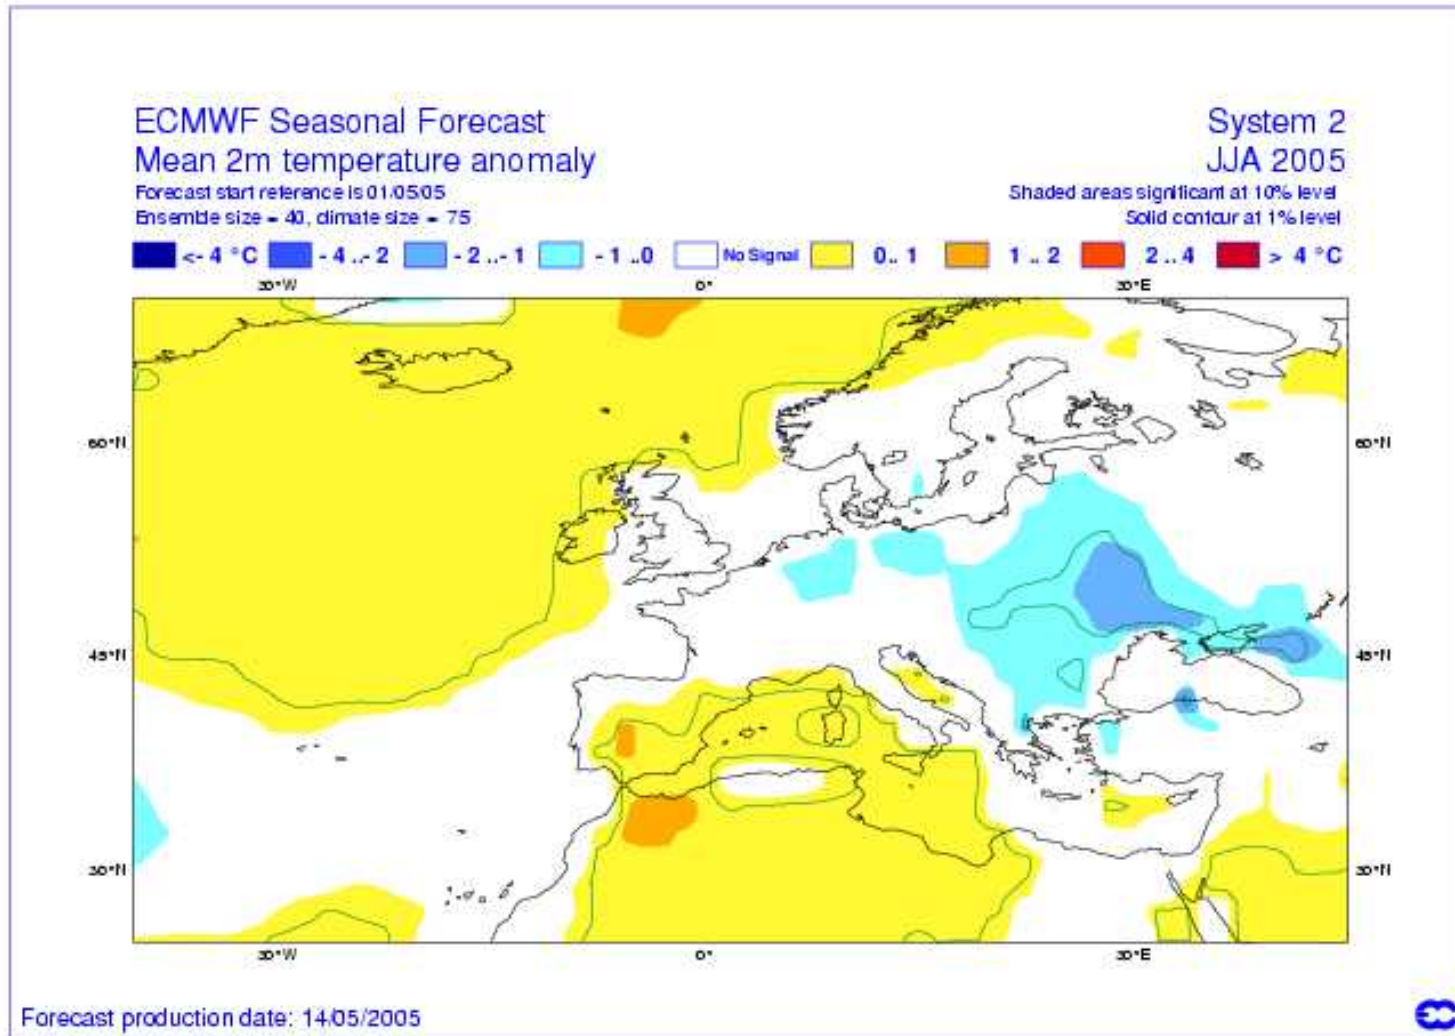 ECMWF Seasonal Forecast
System 2
Mean 2m temperature anomaly
JJA 2005
Forecast start reference is 01/05/05
Shaded areas significant at 10% level
Ensemble size = 40, climate size = 75
Solid contour at 1% level
<- 4 °C - 4 ..- 2 - 2 ..- 1 - 1 ..0 No Signal 0.. 1 1 .. 2 2 ..4 > 4 °C
30°W 0° 30°E
60°N 60°N
45°N 45°N
30°N 30°N
30°W 0° 30°E
Forecast production date: 14/05/2005